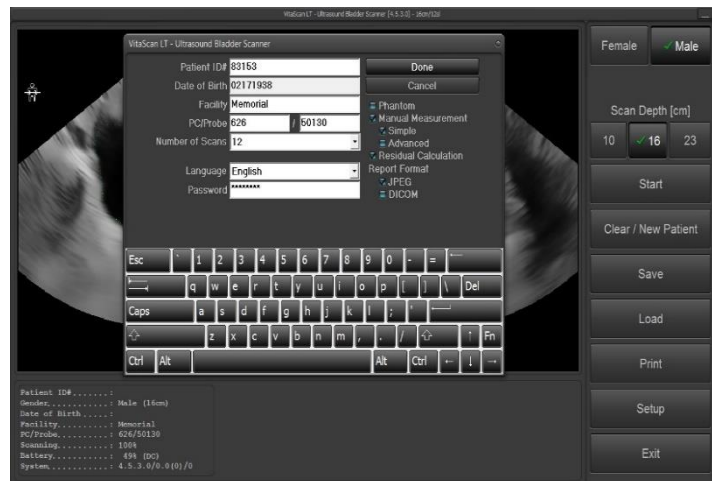 VitaScan LT - Ultrasound Bladder Scanner [4.5.3.0] - 16cm/12d
VitaScan LT - Ultrasound Bladder Scanner
Patient ID# 83153
Date of Birth 02171938
Facility Memorial
PC/Probe 626 / 50130
Number of Scans 12
Language English
Password ********
Done
Cancel
Phantom
Manual Measurement
Simple
Advanced
Residual Calculation
Report Format
JPEG
DICOM
Esc ` 1 2 3 4 5 6 7 8 9 0 - =
q w e r t y u i o p [ ] \ Del
Caps a s d f g h j k l ; '
z x c v b n m , . / Fn
Ctrl Alt Alt Ctrl
Female Male
Scan Depth [cm]
10 16 23
Start
Clear / New Patient
Save
Load
Print
Setup
Exit
Patient ID#.......:
Gender............: Male (16cm)
Date of Birth.....:
Facility..........: Memorial
PC/Probe..........: 626/50130
Scanning..........: 100%
Battery...........: 49% (DC)
System............: 4.5.3.0/0.0(0)/0